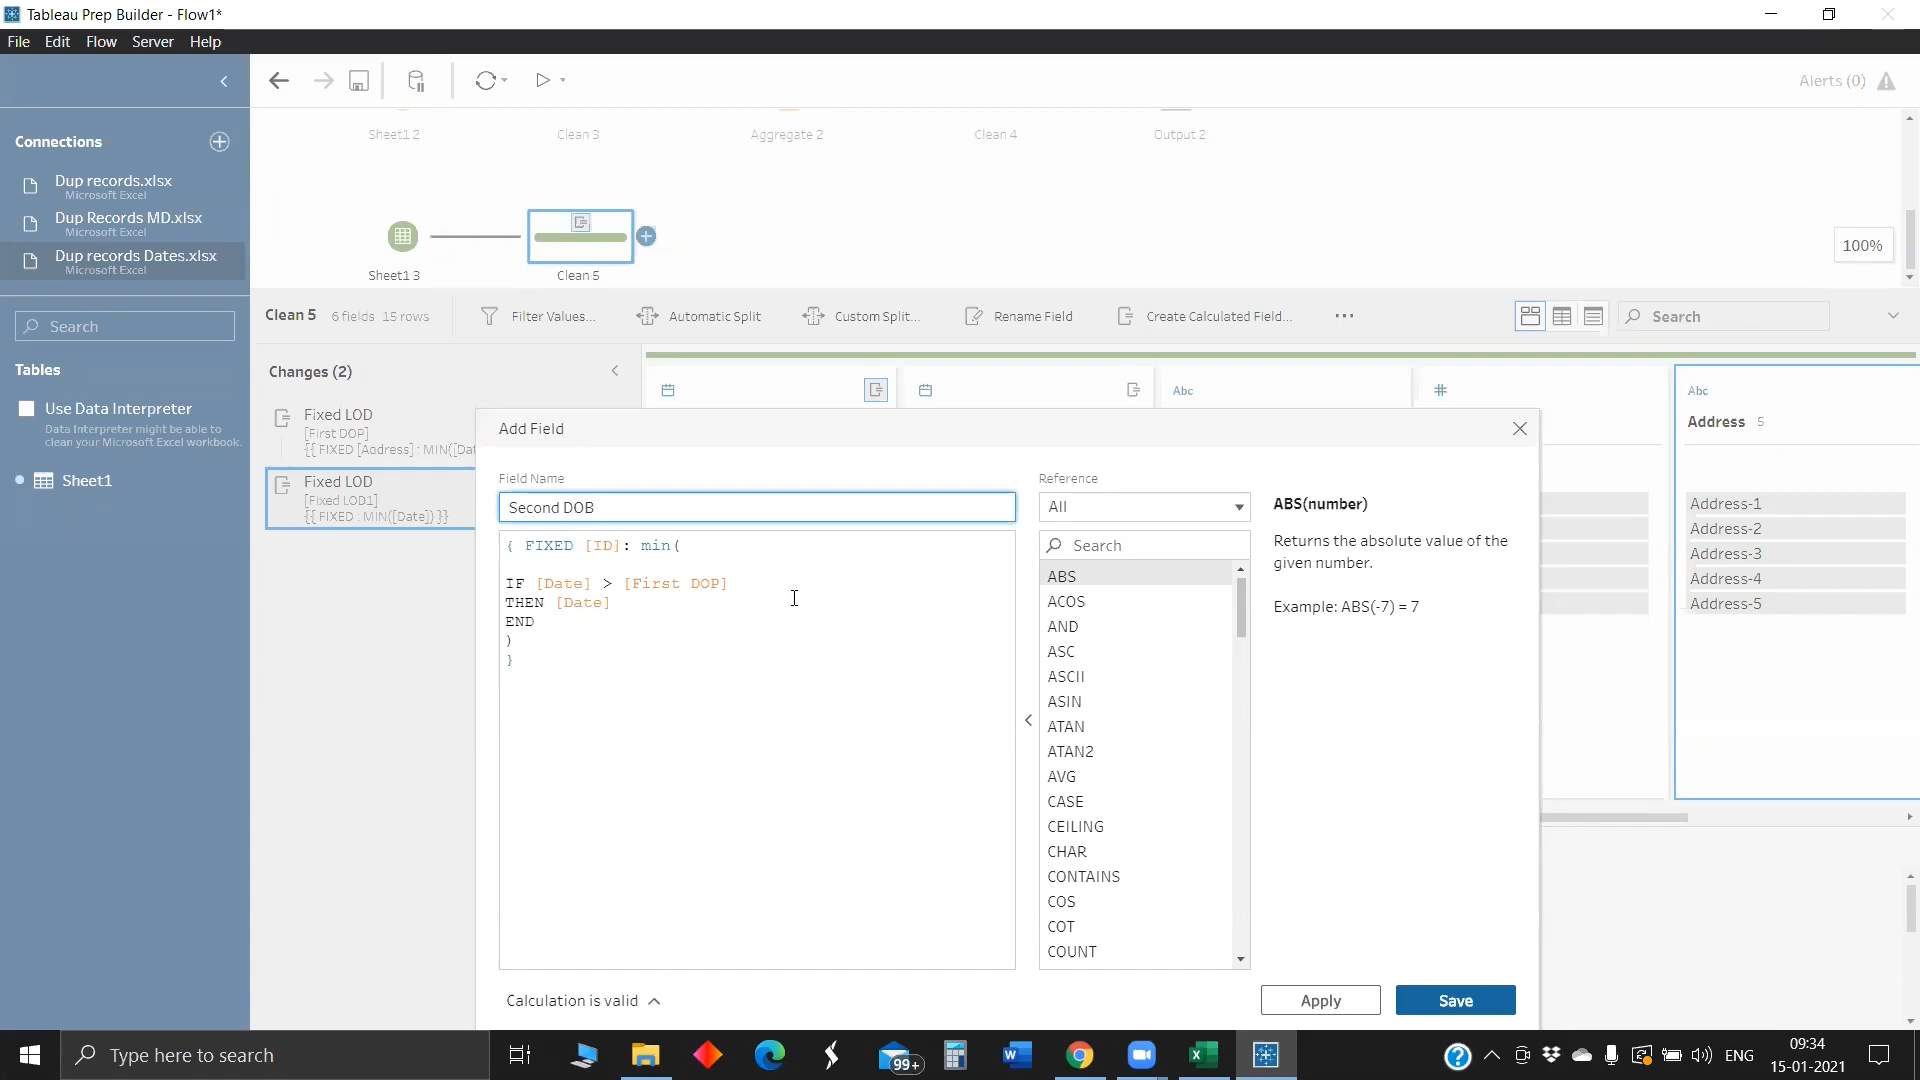 Tableau Prep Builder - Flow1*
File Edit Flow Server Help
Alerts (0)
Connections
Dup records.xlsx
Microsoft Excel
Dup Records MD.xlsx
Microsoft Excel
Dup records Dates.xlsx
Microsoft Excel
Search
Tables
Use Data Interpreter
Data Interpreter might be able to
clean your Microsoft Excel workbook.
Sheet1
Sheet1 2 Clean 3 Aggregate 2 Clean 4 Output 2
Sheet1 3 Clean 5
100%
Clean 5 6 fields 15 rows Filter Values... Automatic Split Custom Split... Rename Field Create Calculated Field... Search
Changes (2)
Fixed LOD
[First DOP]
{{ FIXED [Address] : MIN([Dat
Fixed LOD
[Fixed LOD1]
{{ FIXED : MIN([Date]) }}
Abc
#
Abc
Address 5
Address-1
Address-2
Address-3
Address-4
Address-5
Add Field
Field Name
Second DOB
{ FIXED [ID]: min(
IF [Date] > [First DOP]
THEN [Date]
END
)
}
Calculation is valid
Reference
All
Search
ABS
ACOS
AND
ASC
ASCII
ASIN
ATAN
ATAN2
AVG
CASE
CEILING
CHAR
CONTAINS
COS
COT
COUNT
ABS(number)
Returns the absolute value of the
given number.
Example: ABS(-7) = 7
Apply Save
Type here to search
99+
ENG
09:34
15-01-2021